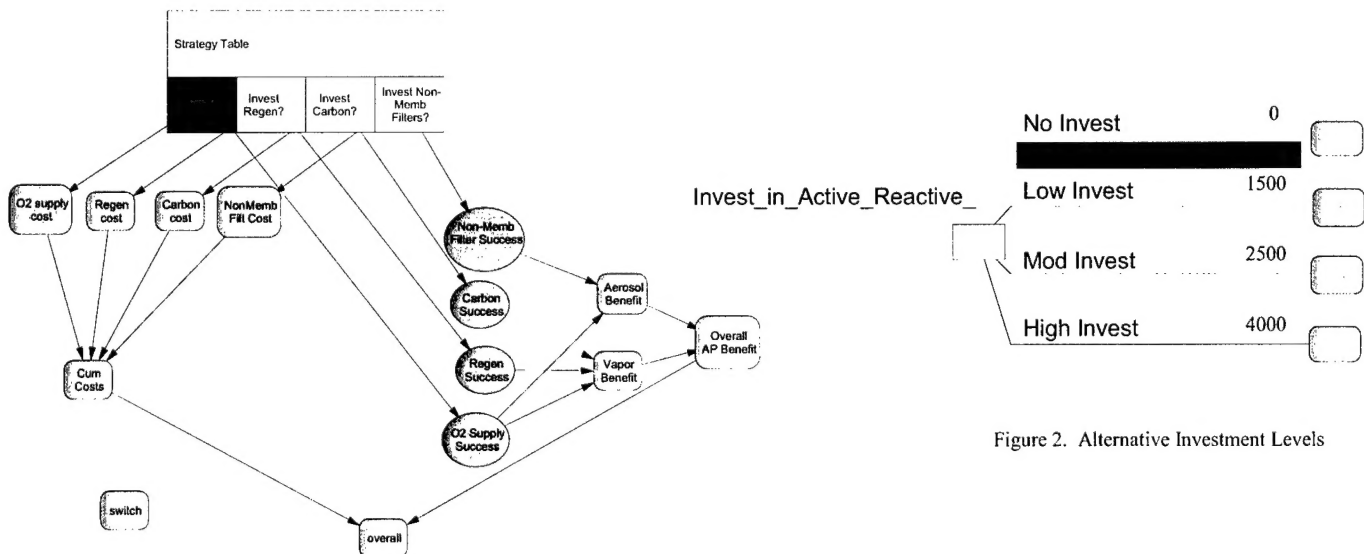 Strategy Table
Invest
Regen?
Invest
Carbon?
Invest Non-
Memb
Filters?
O2 supply
cost
Regen
cost
Carbon
cost
NonMemb
Filt Cost
Non-Memb
Filter Success
Carbon
Success
Regen
Success
O2 Supply
Success
Aerosol
Benefit
Vapor
Benefit
Overall
AP Benefit
Cum
Costs
switch
overall
Invest_in_Active_Reactive_
No Invest 0
Low Invest 1500
Mod Invest 2500
High Invest 4000
Figure 2. Alternative Investment Levels